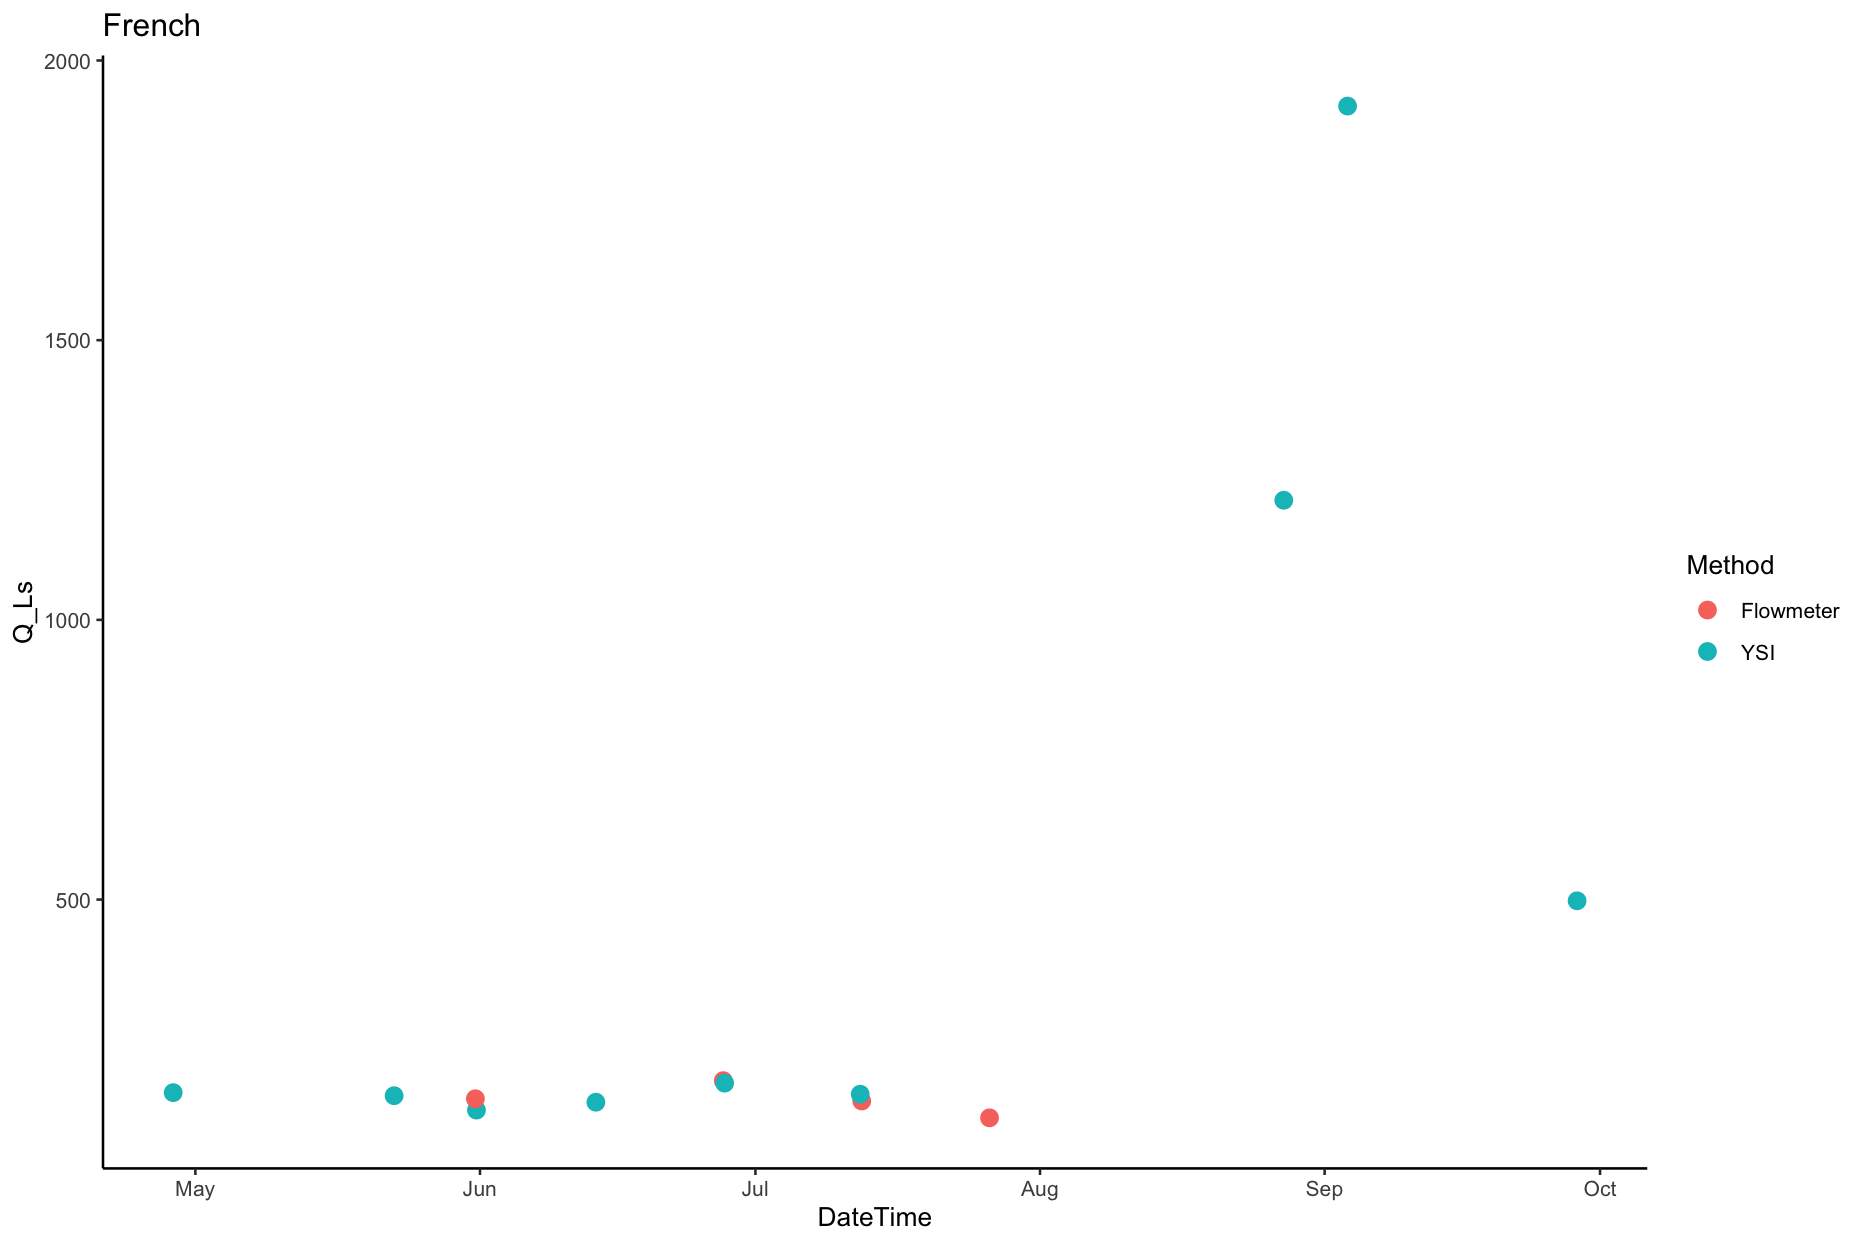 French
2000
1500
1000
500
Q_Ls
May Jun Jul Aug Sep Oct
DateTime
Method
Flowmeter
YSI